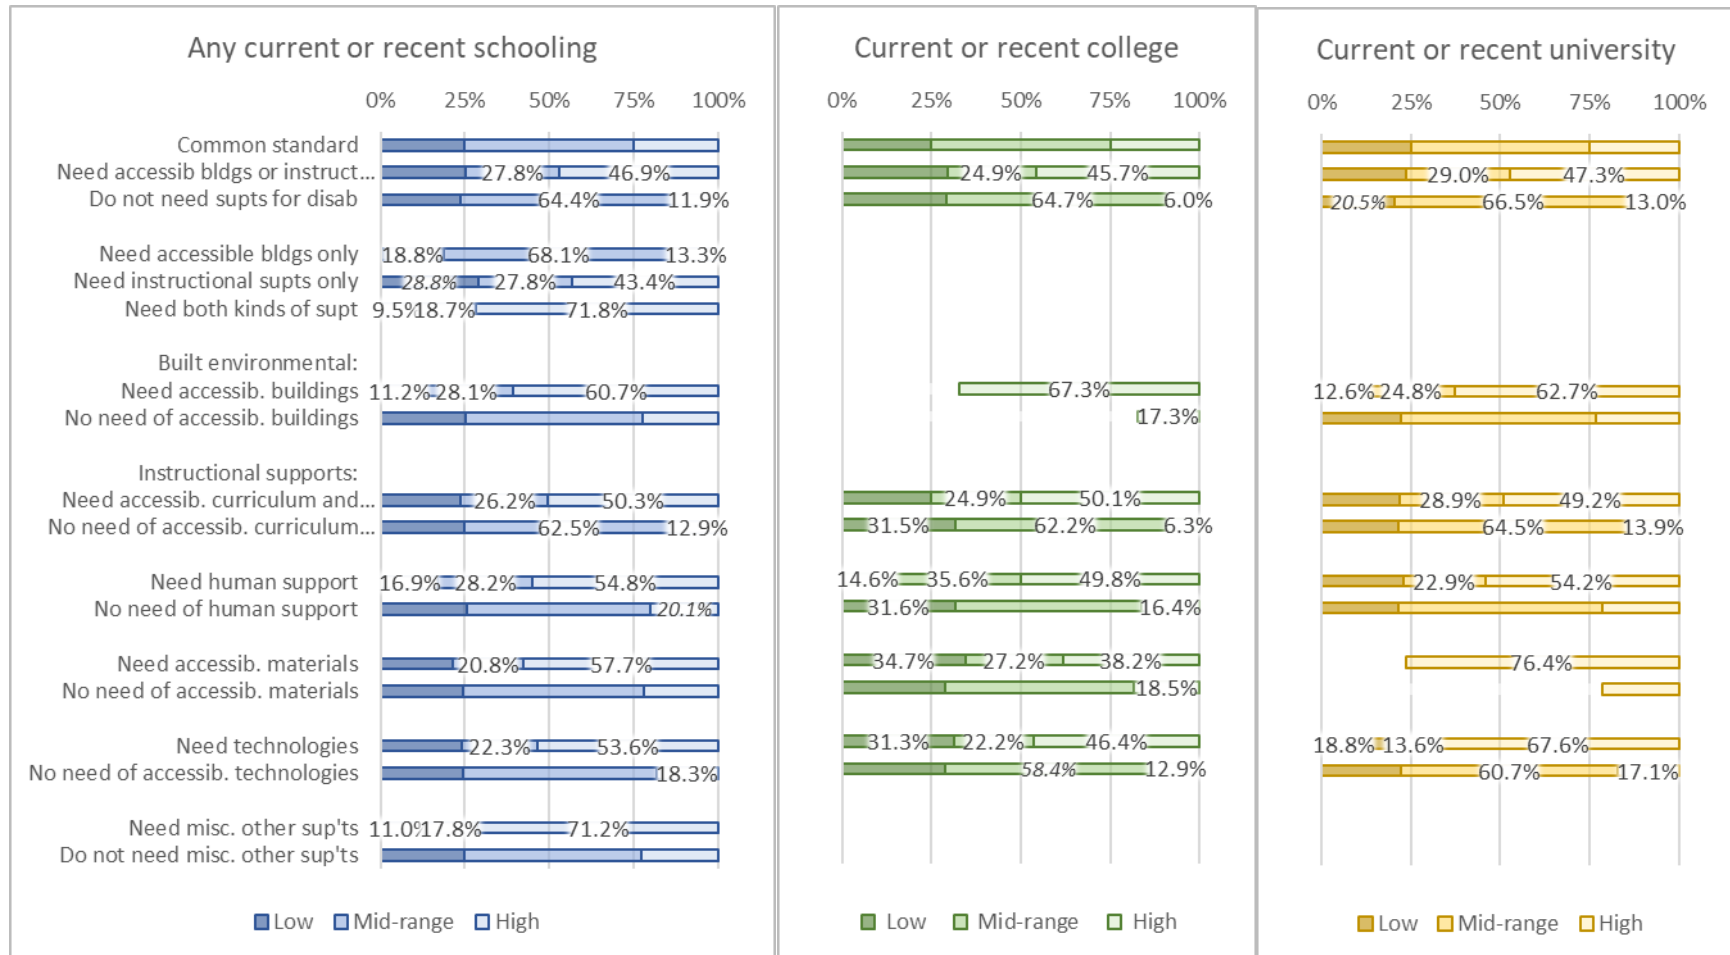 Any current or recent schooling
0% 25% 50% 75% 100%
Common standard
Need accessib bldgs or instruct... 27.8% 46.9%
Do not need supts for disab 64.4% 11.9%
Need accessible bldgs only 18.8% 68.1% 13.3%
Need instructional supts only 28.8% 27.8% 43.4%
Need both kinds of supt 9.5% 18.7% 71.8%
Built environmental:
Need accessib. buildings 11.2% 28.1% 60.7%
No need of accessib. buildings
Instructional supports:
Need accessib. curriculum and... 26.2% 50.3%
No need of accessib. curriculum... 62.5% 12.9%
Need human support 16.9% 28.2% 54.8%
No need of human support 20.1%
Need accessib. materials 20.8% 57.7%
No need of accessib. materials
Need technologies 22.3% 53.6%
No need of accessib. technologies 18.3%
Need misc. other sup'ts 11.0% 17.8% 71.2%
Do not need misc. other sup'ts
Low Mid-range High
Current or recent college
0% 25% 50% 75% 100%
24.9% 45.7%
64.7% 6.0%
67.3%
17.3%
24.9% 50.1%
31.5% 62.2% 6.3%
14.6% 35.6% 49.8%
31.6% 16.4%
34.7% 27.2% 38.2%
18.5%
31.3% 22.2% 46.4%
58.4% 12.9%
Low Mid-range High
Current or recent university
0% 25% 50% 75% 100%
29.0% 47.3%
20.5% 66.5% 13.0%
12.6% 24.8% 62.7%
28.9% 49.2%
64.5% 13.9%
22.9% 54.2%
76.4%
18.8% 13.6% 67.6%
60.7% 17.1%
Low Mid-range High